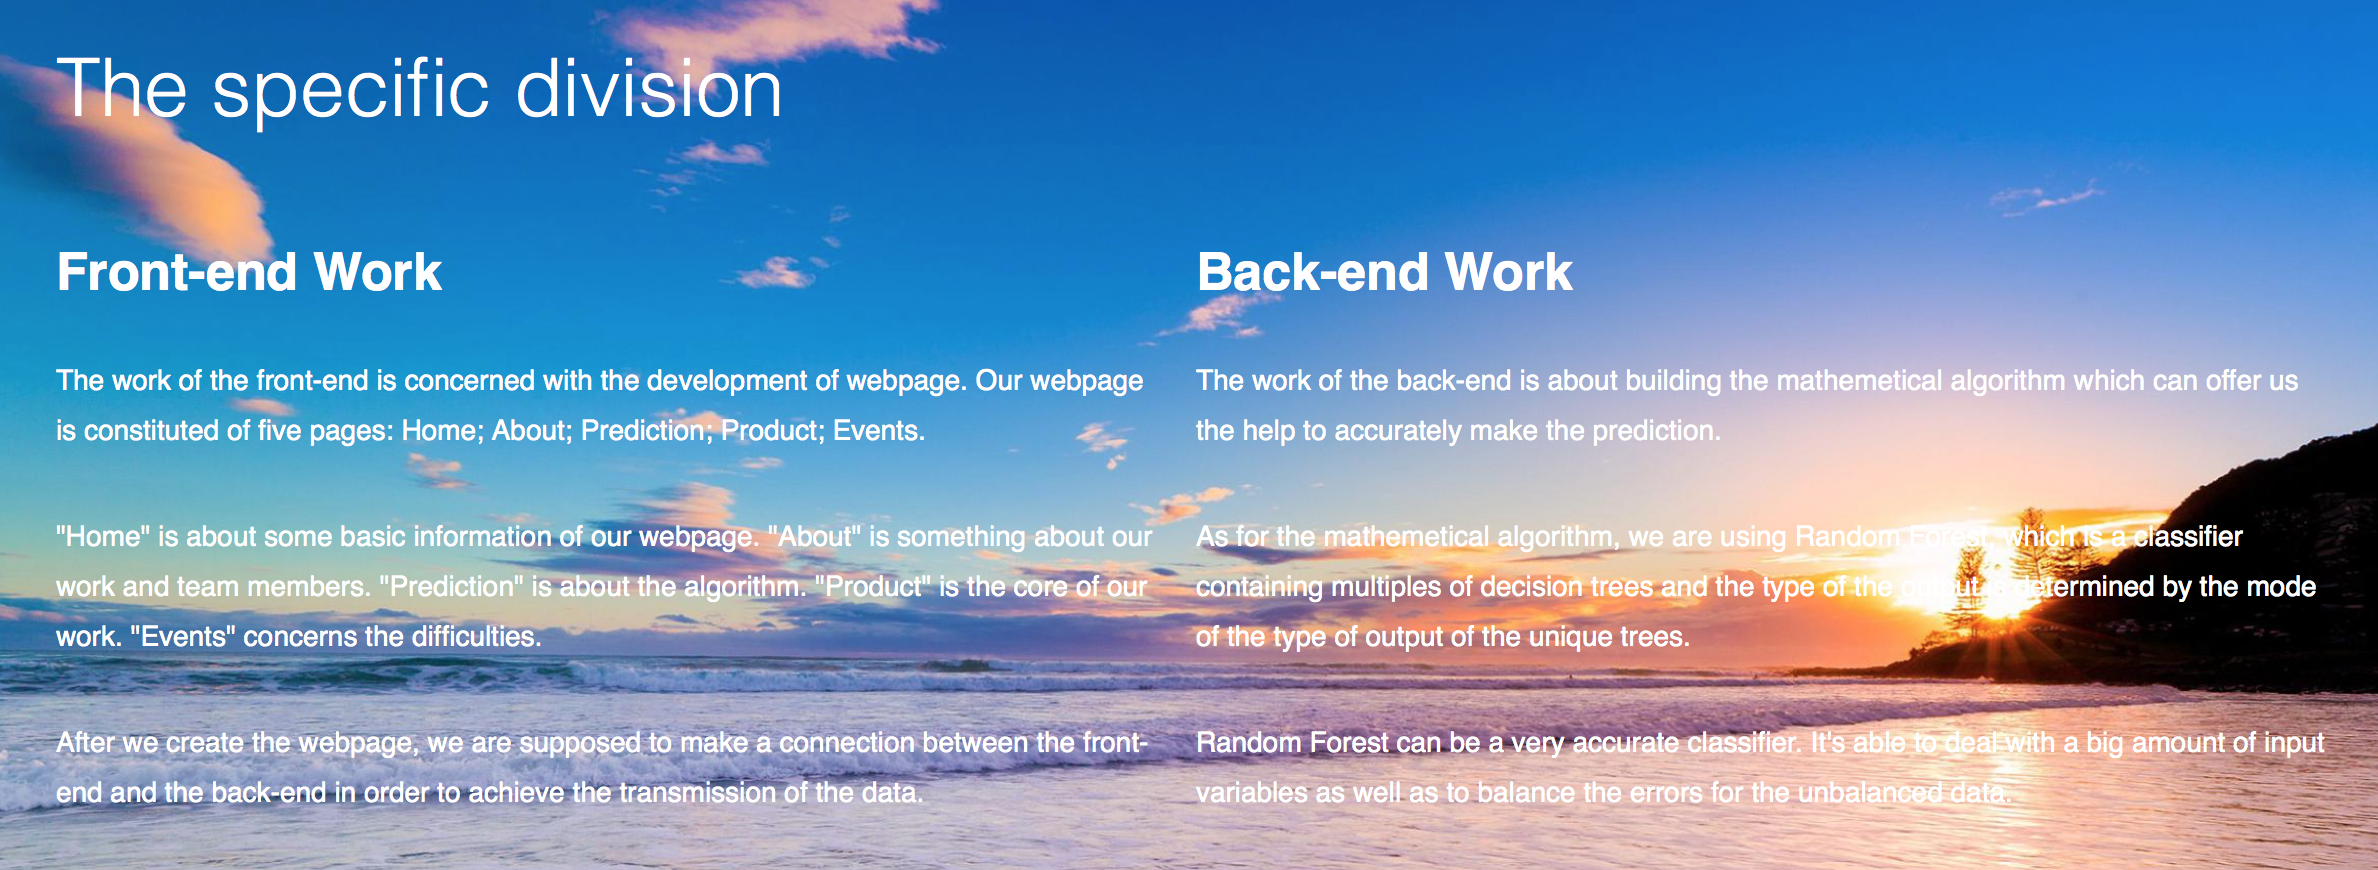 The specific division
Front-end Work
The work of the front-end is concerned with the development of webpage. Our webpage
is constituted of five pages: Home; About; Prediction; Product; Events.
"Home" is about some basic information of our webpage. "About" is something about our
work and team members. "Prediction" is about the algorithm. "Product" is the core of our
work. "Events" concerns the difficulties.
After we create the webpage, we are supposed to make a connection between the front-
end and the back-end in order to achieve the transmission of the data.
Back-end Work
The work of the back-end is about building the mathemetical algorithm which can offer us
the help to accurately make the prediction.
As for the mathemetical algorithm, we are using Random Forest, which is a classifier
containing multiples of decision trees and the type of the output is determined by the mode
of the type of output of the unique trees.
Random Forest can be a very accurate classifier. It's able to deal with a big amount of input
variables as well as to balance the errors for the unbalanced data.